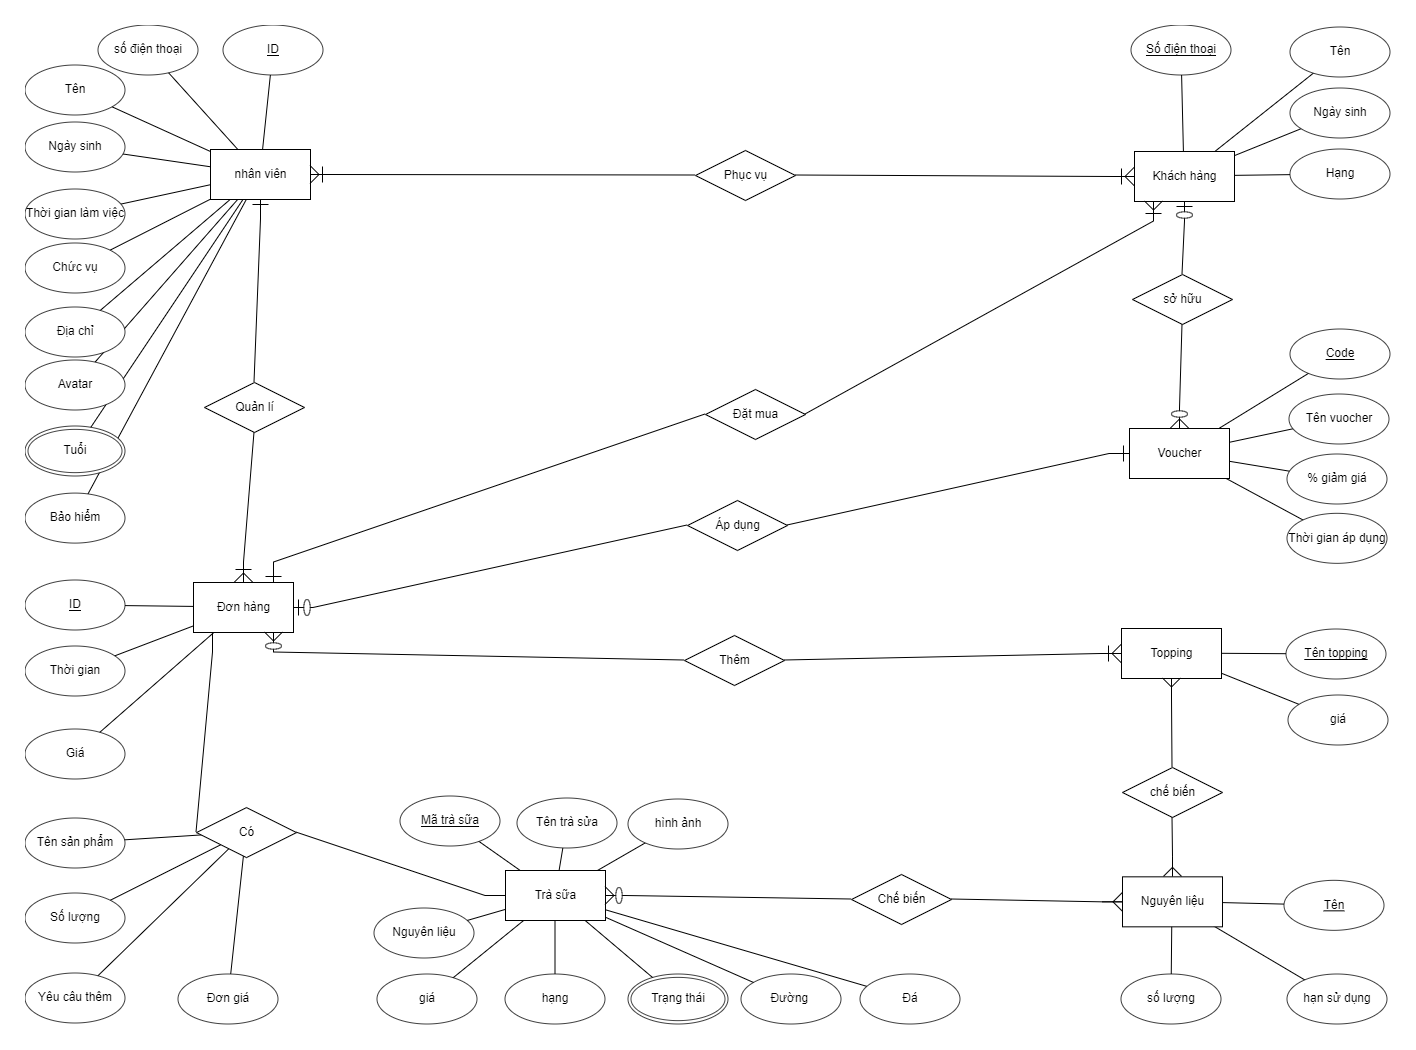 số điện thoại
ID
Số điện thoại
Tên
Tên
Ngày sinh
Ngày sinh
nhân viên
Phục vụ
Khách hàng
Hạng
Thời gian làm việc
Chức vụ
sở hữu
Địa chỉ
Code
Avatar
Quản lí
Đặt mua
Tên vuocher
Tuổi
Voucher
% giảm giá
Bảo hiểm
Áp dụng
Thời gian áp dụng
ID
Đơn hàng
Thời gian
Thêm
Topping
Tên topping
giá
Giá
chế biến
Tên sản phẩm
Có
Mã trà sữa
Tên trà sửa
hình ảnh
Trà sữa
Chế biến
Nguyên liệu
Tên
Số lượng
Nguyên liệu
Yêu câu thêm
Đơn giá
giá
hạng
Trạng thái
Đường
Đá
số lượng
hạn sử dụng